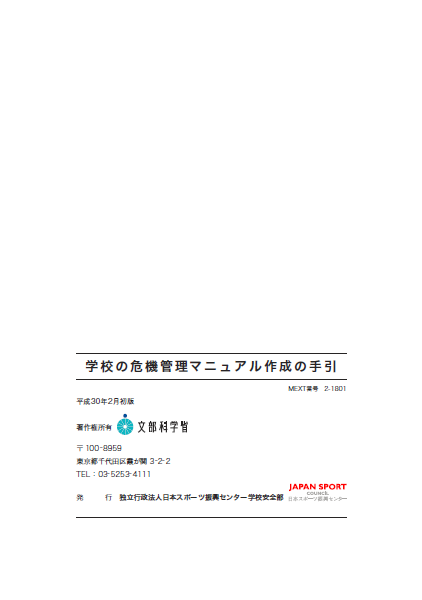 学校の危機管理マニュアル作成の手引
MEXT番号 2-1801
平成30年2月初版
著作権所有 文部科学省
〒100-8959
東京都千代田区霞が関 3-2-2
TEL：03-5253-4111
JAPAN SPORT
COUNCIL
日本スポーツ振興センター
発 行 独立行政法人日本スポーツ振興センター学校安全部